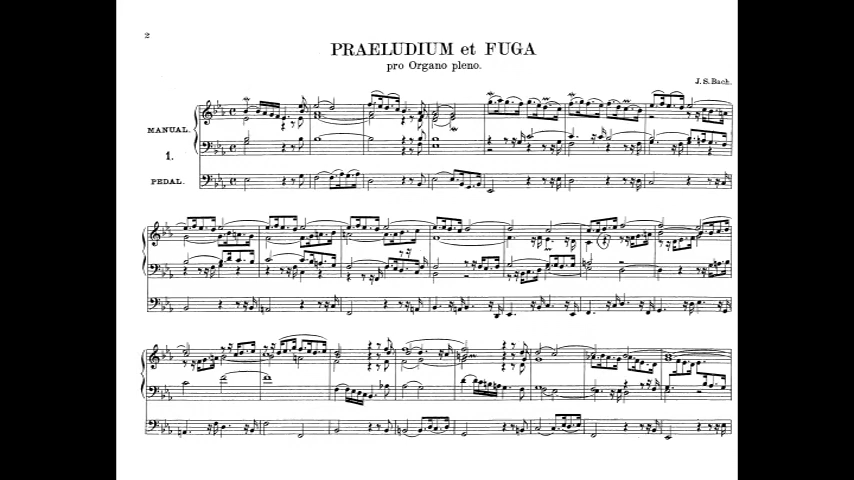 2
PRAELUDIUM et FUGA
pro Organo pleno.
J. S. Bach.
MANUAL.
1.
PEDAL.